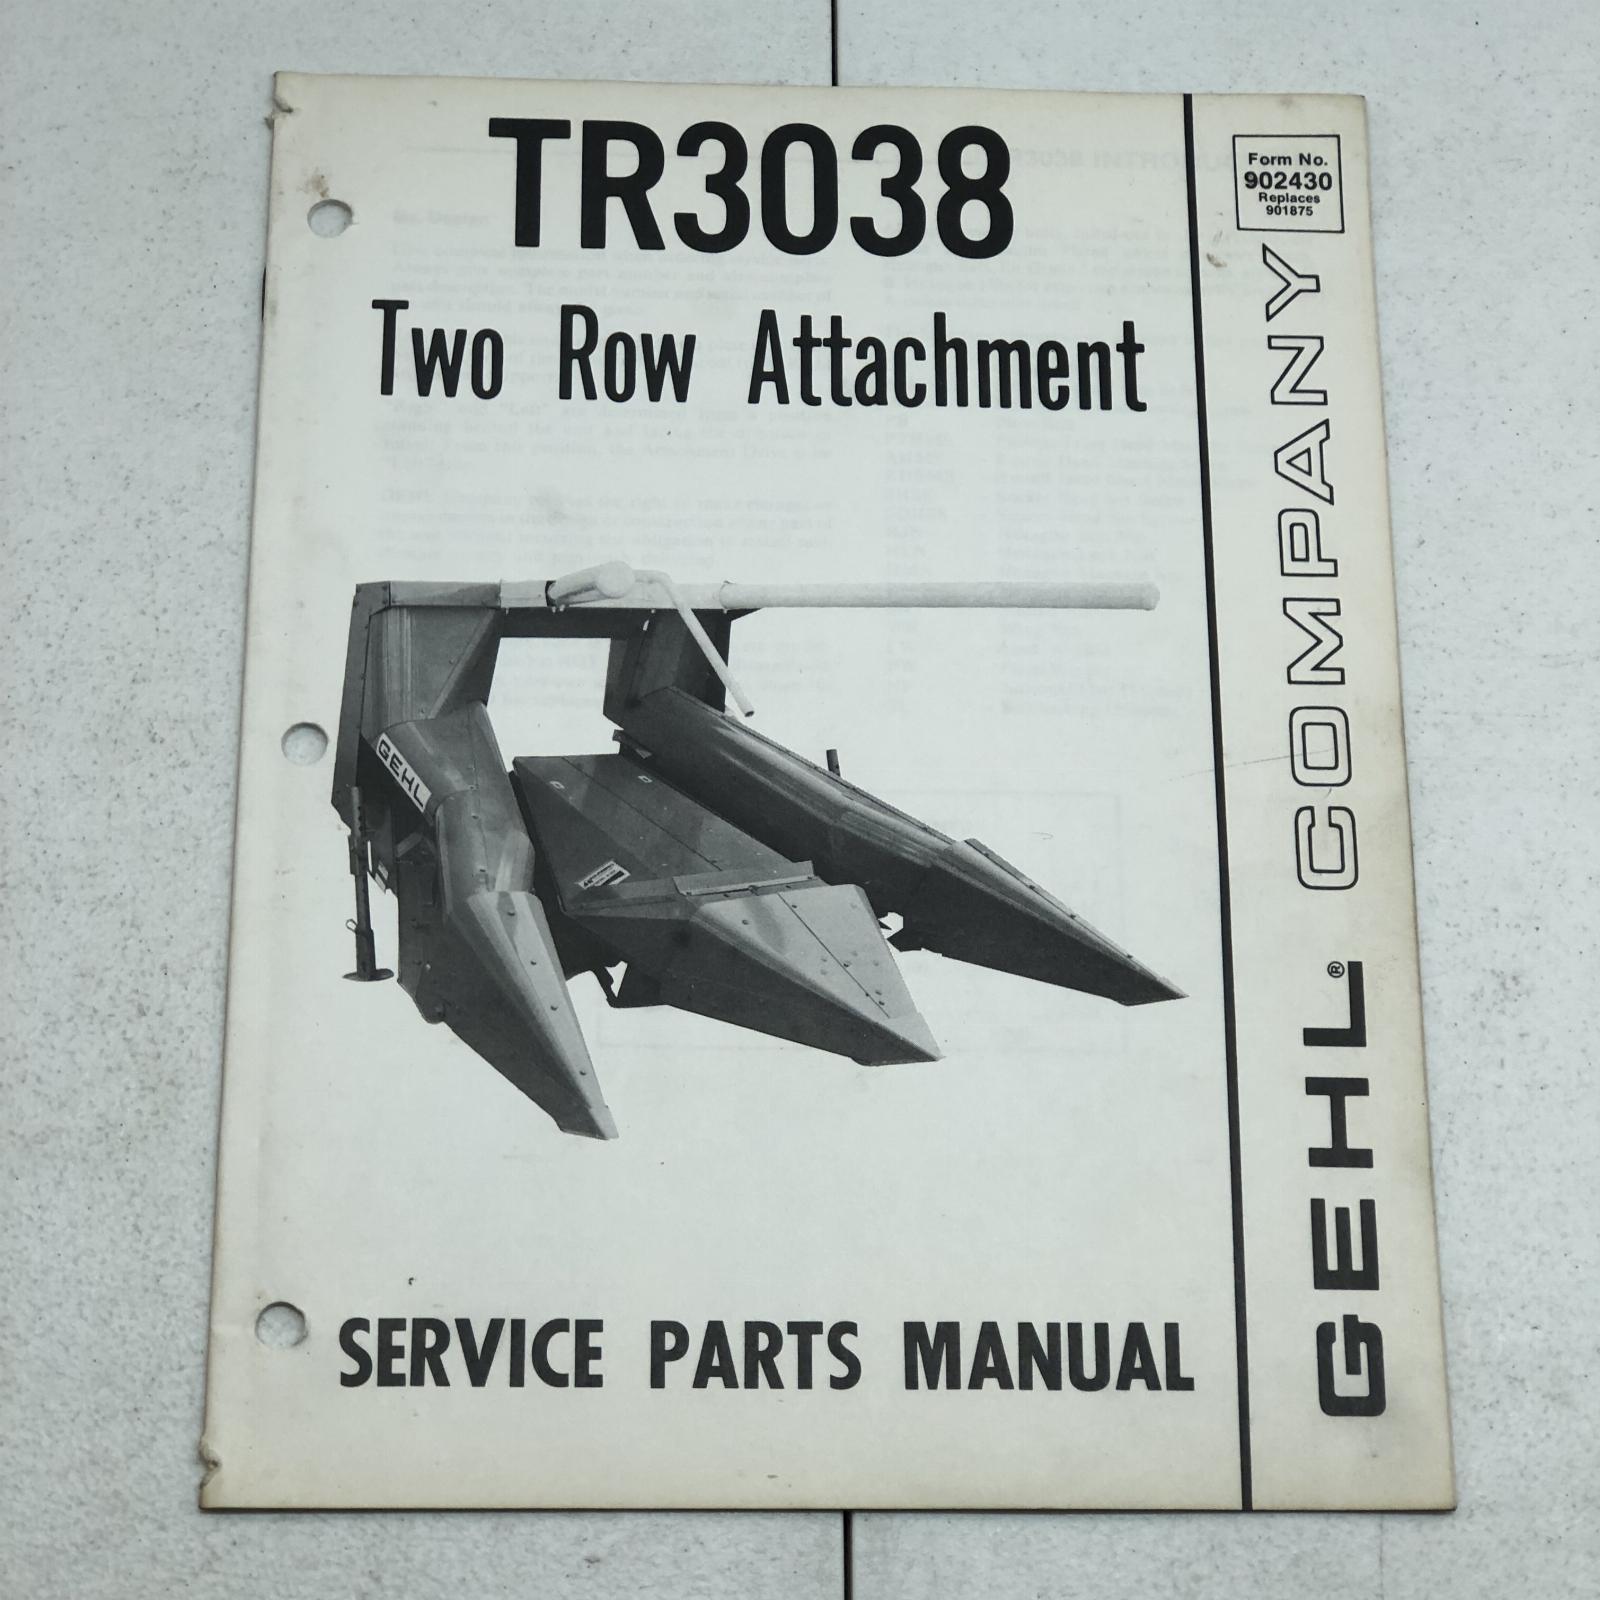 TR3038
Two Row Attachment
Form No.
902430
Replaces
901875
GEHL® COMPANY
GEHL
SERVICE PARTS MANUAL